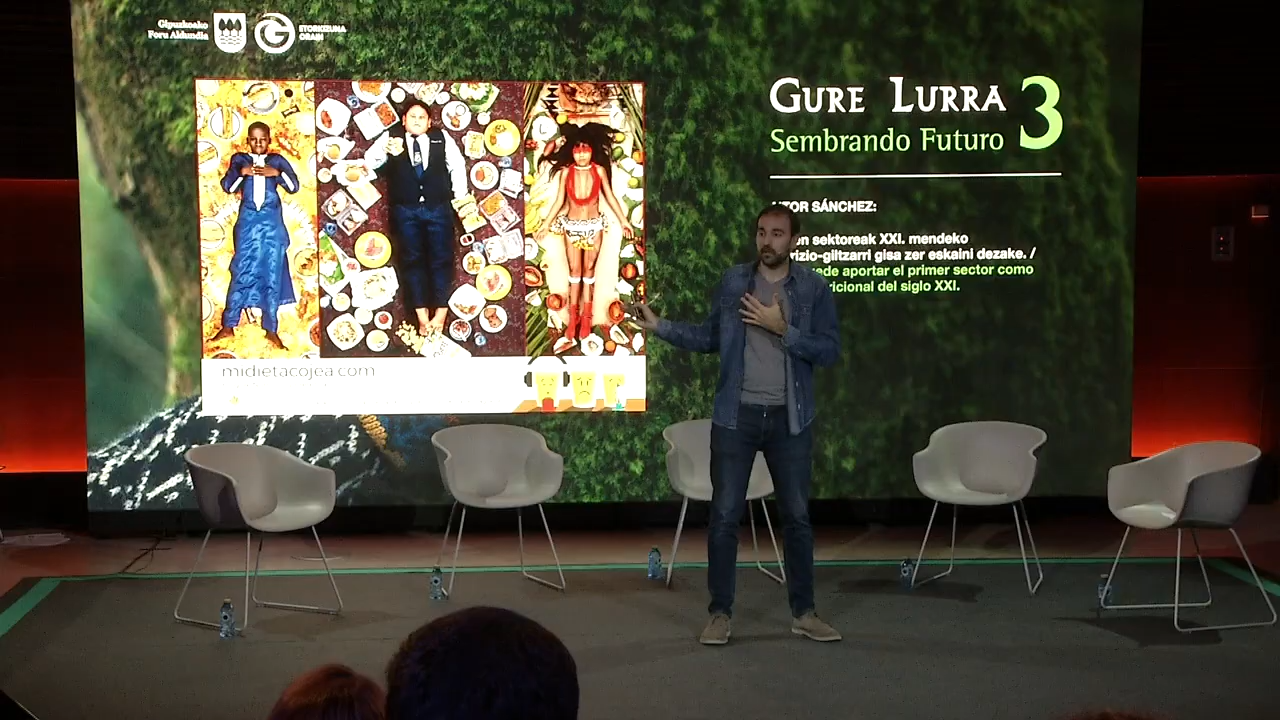 Gipuzkoako
Foru Aldundia
ETORKIZUNA
ORAIN
GURE LURRA 3
Sembrando Futuro
SÁNCHEZ:
sektoreak XXI. mendeko
gisa zer eskaini dezake. /
aportar el primer sector como
del siglo XXI.
midietacojea.com